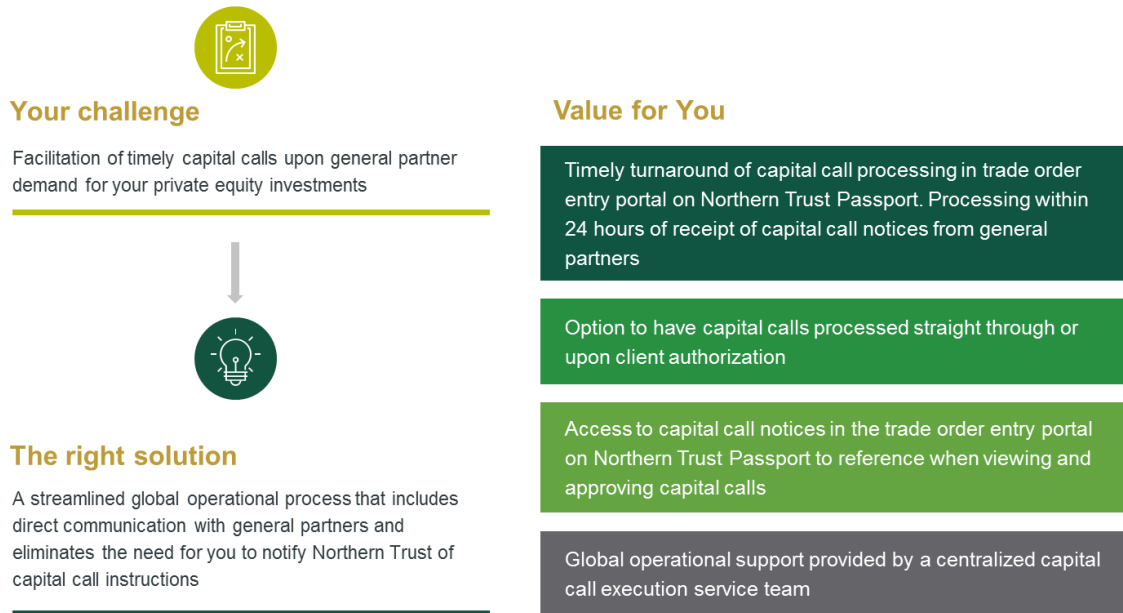 Your challenge
Facilitation of timely capital calls upon general partner
demand for your private equity investments
The right solution
A streamlined global operational process that includes
direct communication with general partners and
eliminates the need for you to notify Northern Trust of
capital call instructions
Value for You
Timely turnaround of capital call processing in trade order
entry portal on Northern Trust Passport. Processing within
24 hours of receipt of capital call notices from general
partners
Option to have capital calls processed straight through or
upon client authorization
Access to capital call notices in the trade order entry portal
on Northern Trust Passport to reference when viewing and
approving capital calls
Global operational support provided by a centralized capital
call execution service team